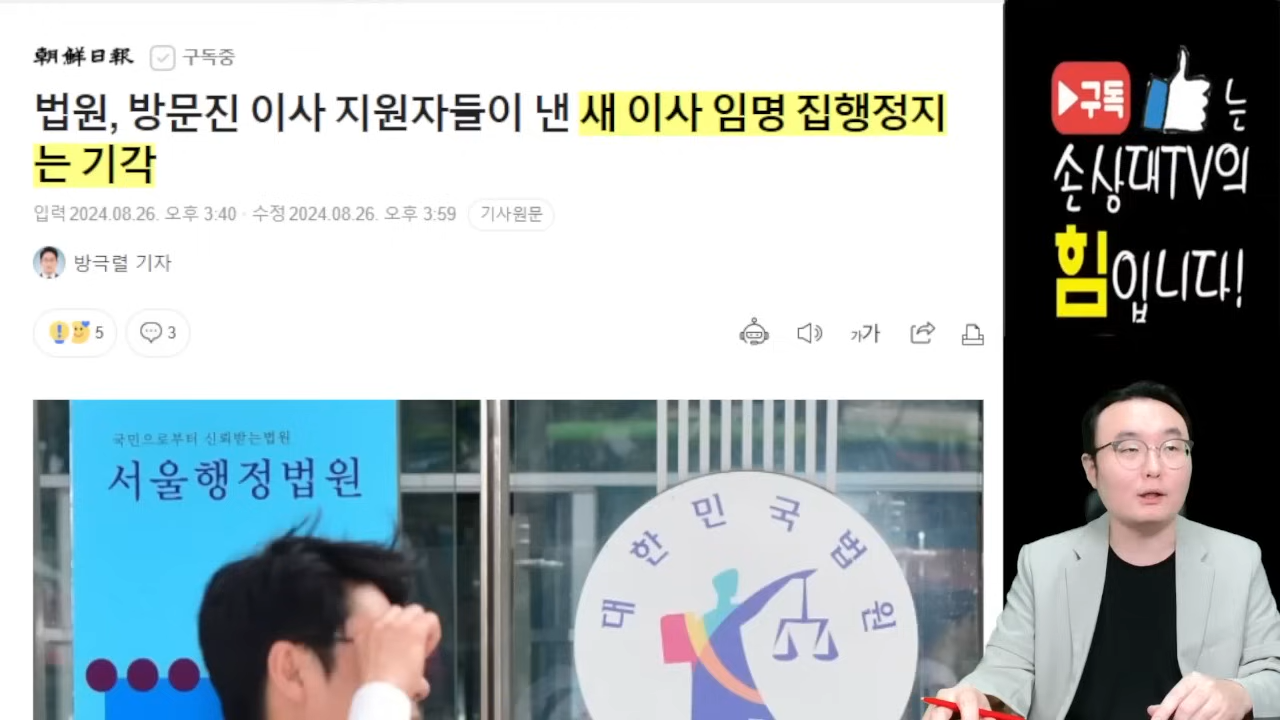 朝鮮日報 구독중
법원, 방문진 이사 지원자들이 낸 새 이사 임명 집행정지
는 기각
입력 2024.08.26. 오후 3:40 · 수정 2024.08.26. 오후 3:59 기사원문
방극렬 기자
5 3
가가
국민으로부터 신뢰받는법원
서울행정법원
대한민국법원
구독 는
손상대TV의
힘입니다!